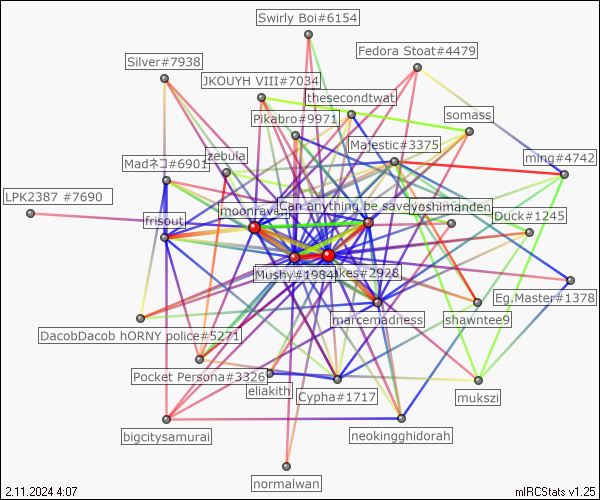 Swirly Boi#6154
Fedora Stoat#4479
Silver#7938
JKOUYH VIII#7034
thesecondtwat
somass
Pikabro#9971
Majestic#3375
zebula
ming#4742
Madネコ#6901
LPK2387 #7690
moonraven
Can anything be save
yoshimanden
Duck#1245
frisout
Mushy#1984
akes#2928
Eg.Master#1378
marcemadness
shawntee9
DacobDacob hORNY police#5271
Pocket Persona#3326
eliakith
Cypha#1717
mukszi
bigcitysamurai
neokingghidorah
normalwan
2.11.2024 4:07
mIRCStats v1.25